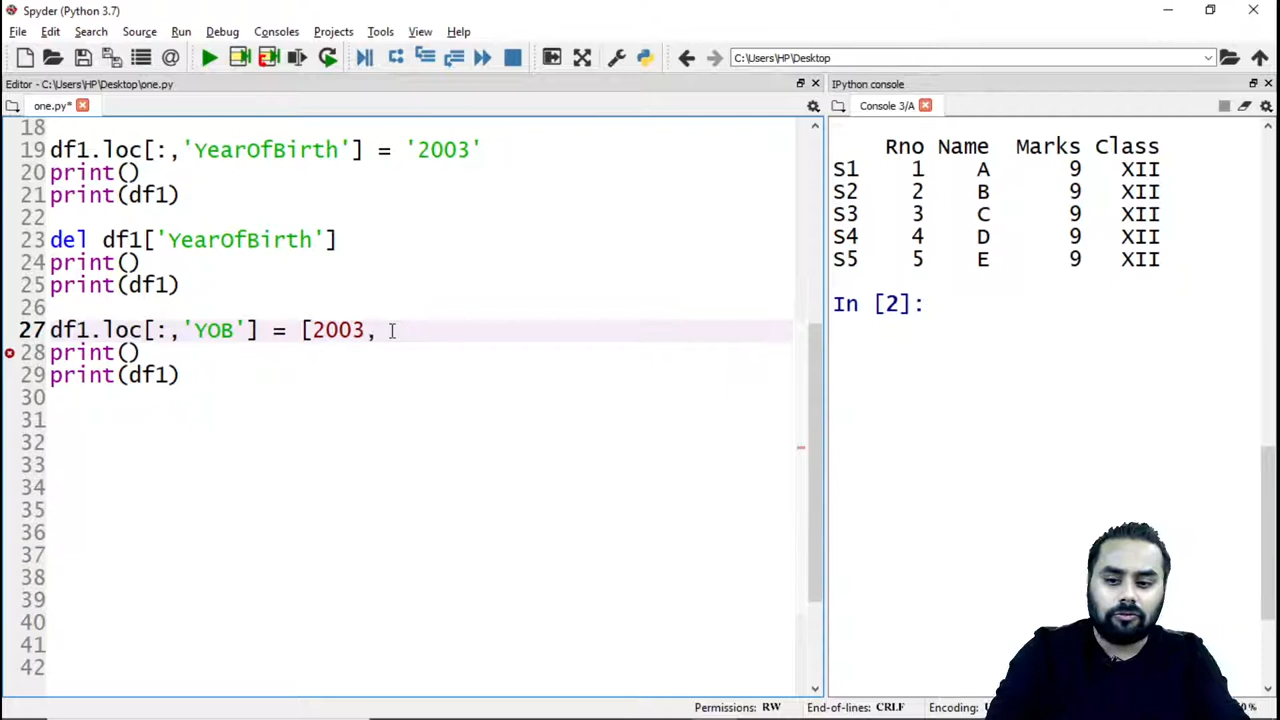 Spyder (Python 3.7)
File Edit Search Source Run Debug Consoles Projects Tools View Help
C:\Users\HP\Desktop
Editor - C:\Users\HP\Desktop\one.py
IPython console
one.py*
Console 3/A
18
19 df1.loc[:,'YearOfBirth'] = '2003'
20 print()
21 print(df1)
22
23 del df1['YearOfBirth']
24 print()
25 print(df1)
26
27 df1.loc[:,'YOB'] = [2003,
28 print()
29 print(df1)
30
31
32
33
34
35
36
37
38
39
40
41
42
Rno Name Marks Class
S1 1 A 9 XII
S2 2 B 9 XII
S3 3 C 9 XII
S4 4 D 9 XII
S5 5 E 9 XII
In [2]:
Permissions: RW End-of-lines: CRLF Encoding: